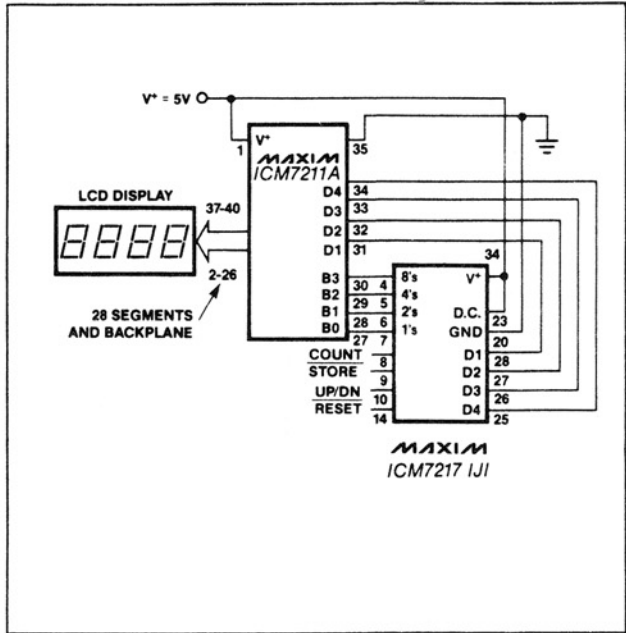 V+ = 5V
1
V+
MAXIM
ICM7211A
35
LCD DISPLAY
37-40
2-26
28 SEGMENTS
AND BACKPLANE
D4
34
D3
33
D2
32
D1
31
B3
30
B2
29
B1
28
B0
27
4
5
6
7
8's
4's
2's
1's
34
V+
D.C.
23
GND
20
D1
28
D2
27
D3
26
D4
25
COUNT
8
STORE
9
UP/DN
10
RESET
14
MAXIM
ICM7217 IJI